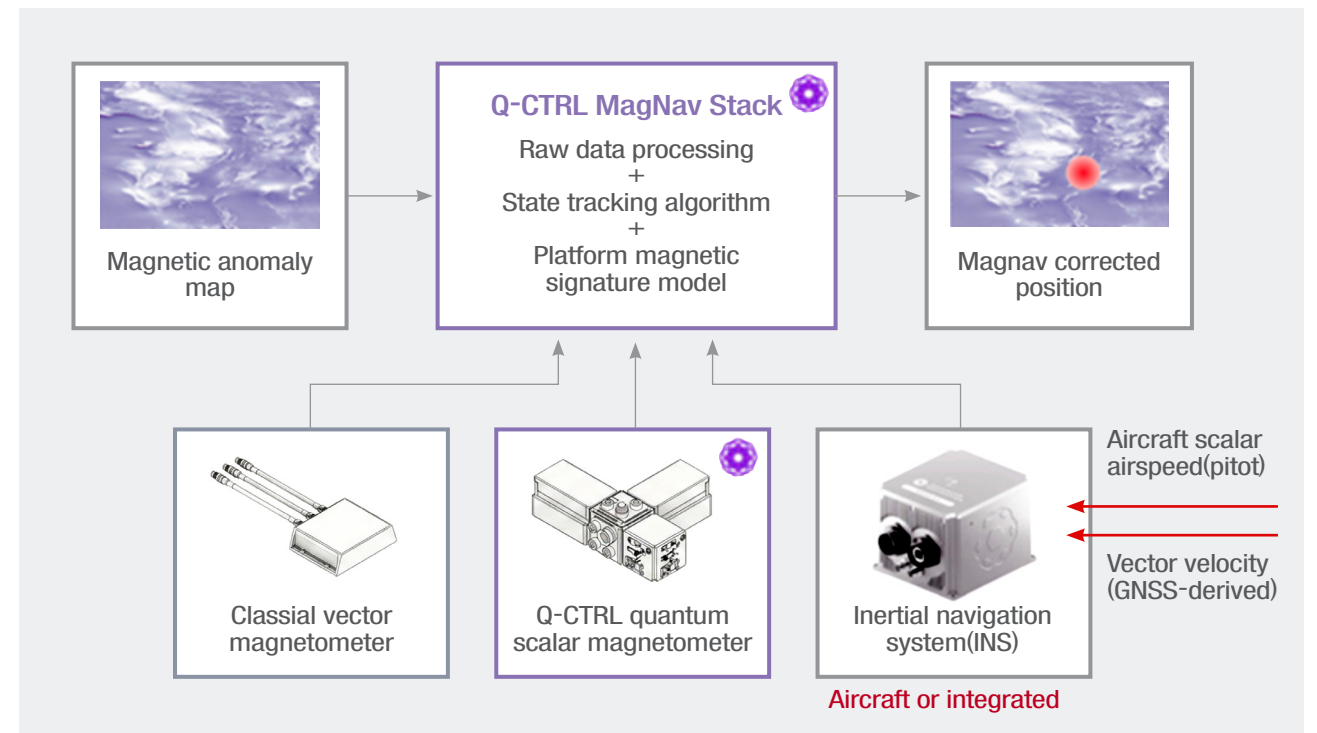 Q-CTRL MagNav Stack
Raw data processing
+
State tracking algorithm
+
Platform magnetic
signature model
Magnetic anomaly
map
Magnav corrected
position
Classial vector
magnetometer
Q-CTRL quantum
scalar magnetometer
Inertial navigation
system(INS)
Aircraft scalar
airspeed(pitot)
Vector velocity
(GNSS-derived)
Aircraft or integrated